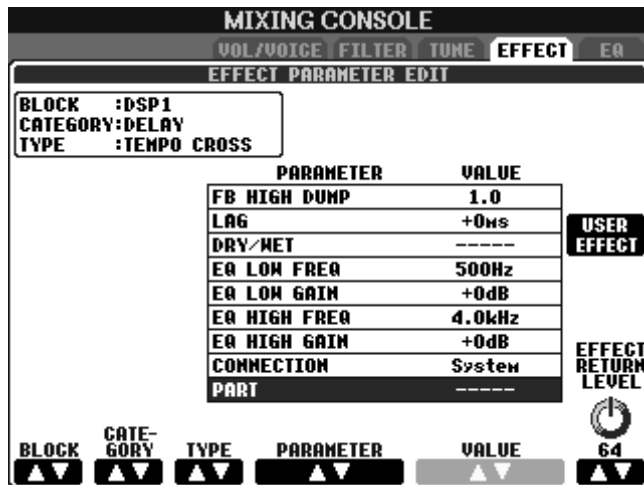 MIXING CONSOLE
VOL/VOICE FILTER TUNE EFFECT EQ
EFFECT PARAMETER EDIT
BLOCK :DSP1
CATEGORY:DELAY
TYPE :TEMPO CROSS
PARAMETER VALUE
FB HIGH DUMP 1.0
LAG +0ms
DRY/WET -----
EQ LOW FREQ 500Hz
EQ LOW GAIN +0dB
EQ HIGH FREQ 4.0kHz
EQ HIGH GAIN +0dB
CONNECTION System
PART -----
USER
EFFECT
EFFECT
RETURN
LEVEL
64
BLOCK
CATE-
GORY
TYPE
PARAMETER
VALUE